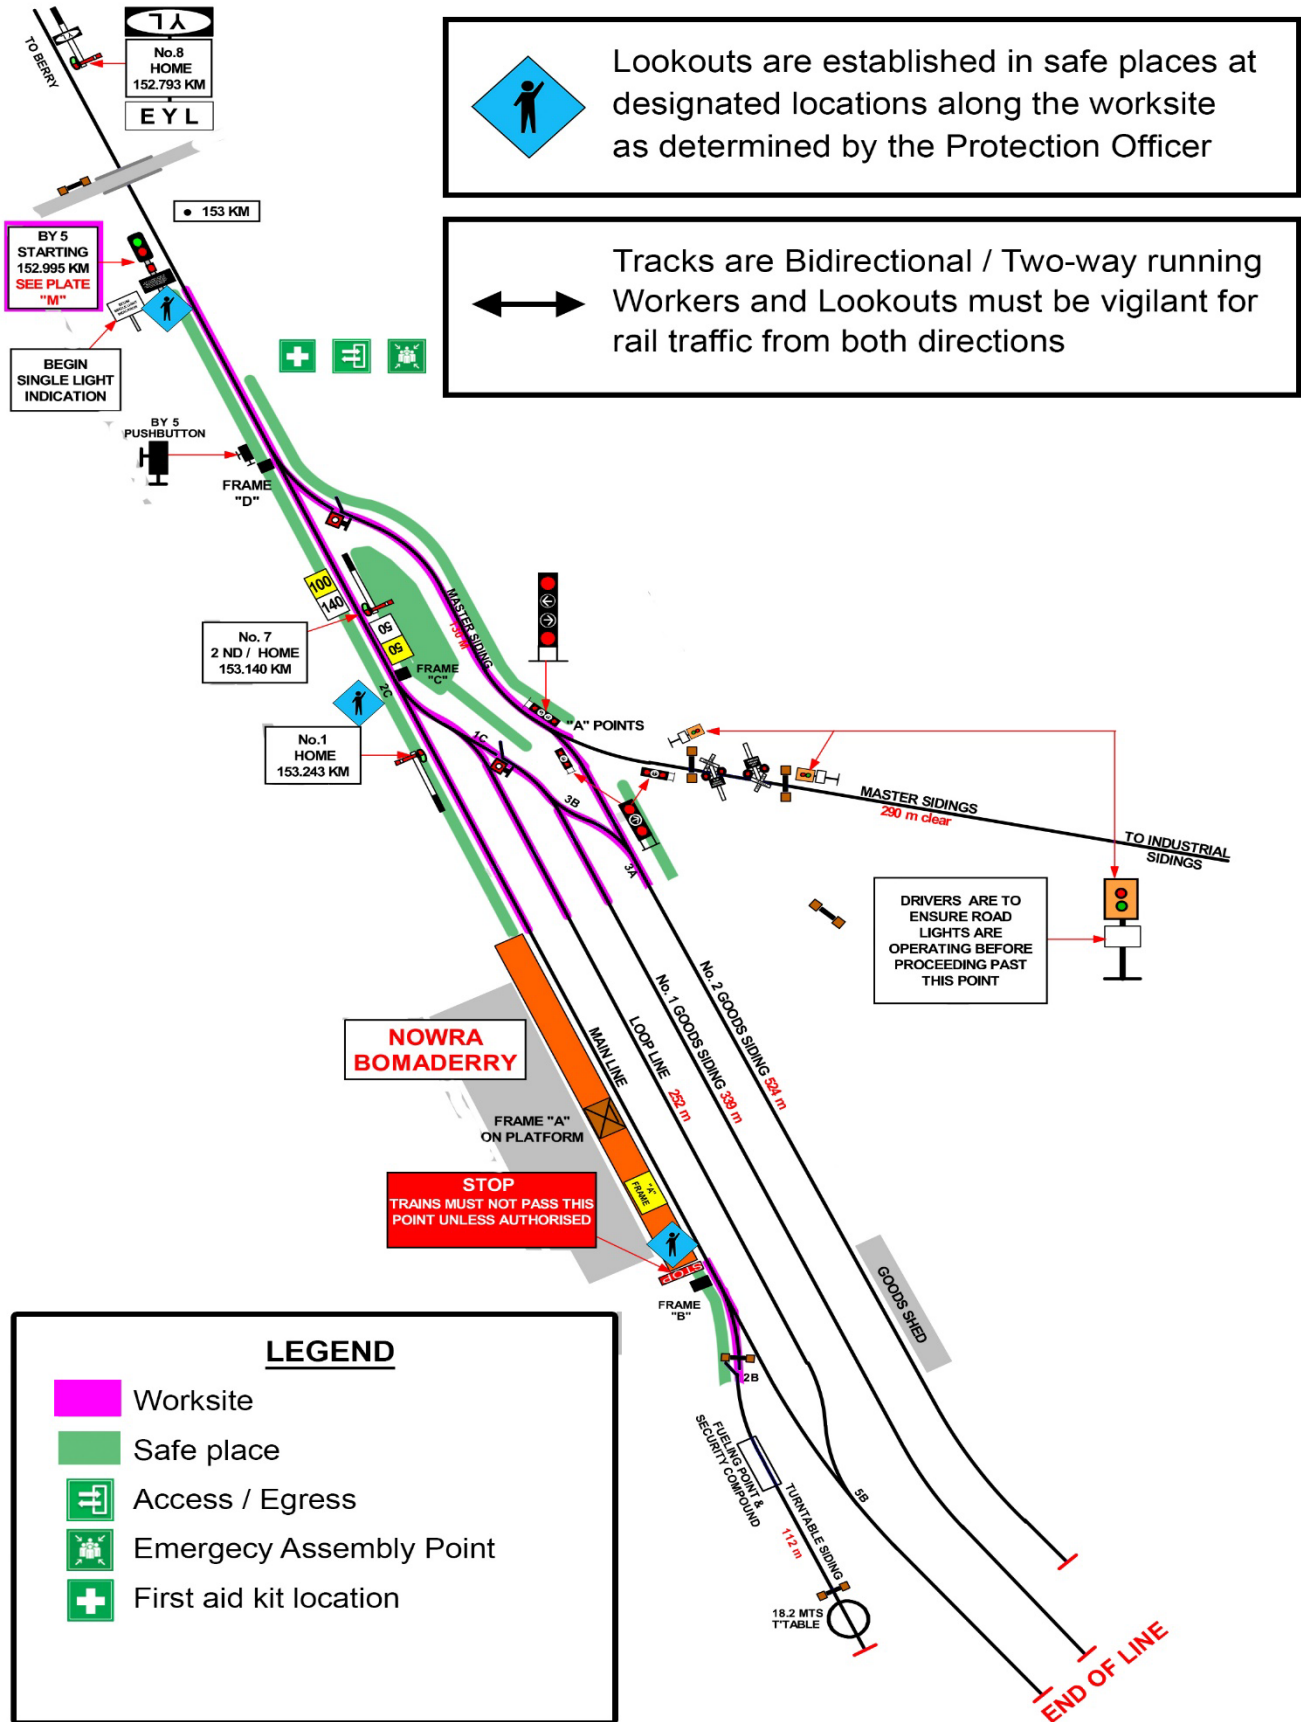 TO BERRY
YL
No.8
HOME
152.793 KM
E Y L
Lookouts are established in safe places at
designated locations along the worksite
as determined by the Protection Officer
• 153 KM
BY 5
STARTING
152.995 KM
SEE PLATE
"M"
Tracks are Bidirectional / Two-way running
Workers and Lookouts must be vigilant for
rail traffic from both directions
BEGIN
SINGLE LIGHT
INDICATION
BEGIN
SINGLE LIGHT
INDICATION
BY 5
PUSHBUTTON
FRAME
"D"
100
140
No. 7
2 ND / HOME
153.140 KM
50
50
FRAME
"C"
MASTER SIDING
150 M
2C
1C
"A" POINTS
No.1
HOME
153.243 KM
3B
3A
MASTER SIDINGS
290 m clear
TO INDUSTRIAL
SIDINGS
DRIVERS ARE TO
ENSURE ROAD
LIGHTS ARE
OPERATING BEFORE
PROCEEDING PAST
THIS POINT
NOWRA
BOMADERRY
MAIN LINE
LOOP LINE 252 m
No. 1 GOODS SIDING 339 m
No. 2 GOODS SIDING 524 m
FRAME "A"
ON PLATFORM
"A"
FRAME
STOP
TRAINS MUST NOT PASS THIS
POINT UNLESS AUTHORISED
STOP
FRAME
"B"
GOODS SHED
2B
FUELING POINT &
SECURITY COMPOUND
TURNTABLE SIDING
112 m
5B
18.2 MTS
T'TABLE
END OF LINE
LEGEND
Worksite
Safe place
Access / Egress
Emergecy Assembly Point
First aid kit location